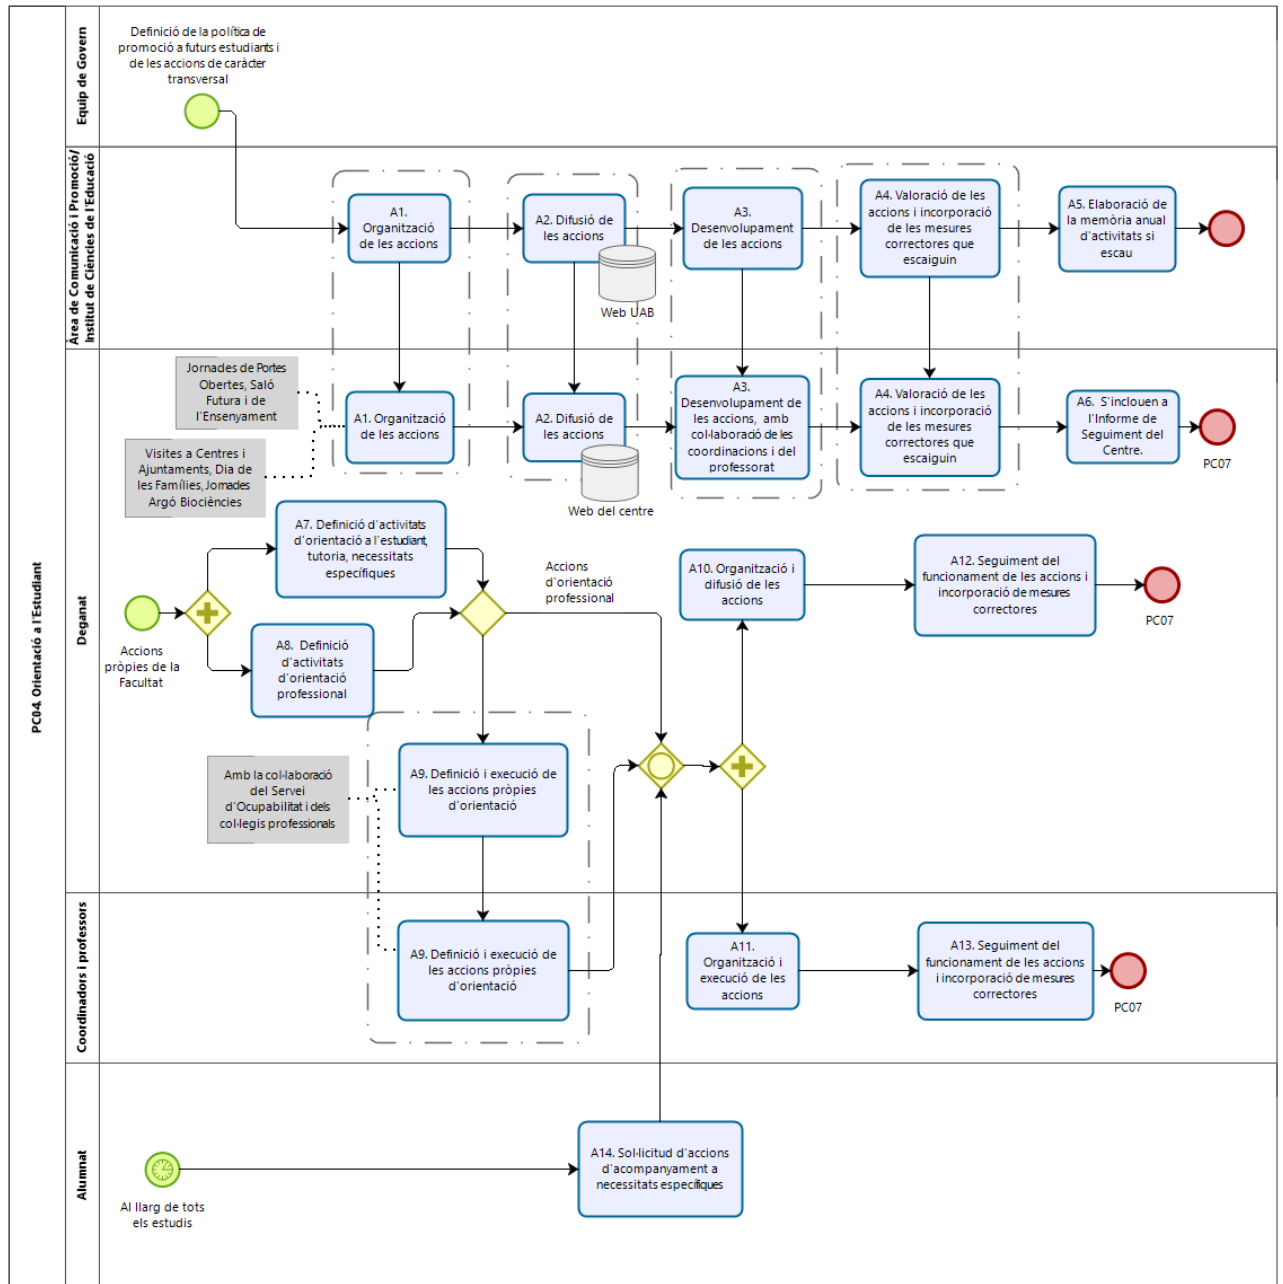 PC04. Orientació a l'Estudiant
Equip de Govern
Definició de la política de
promoció a futurs estudiants i
de les accions de caràcter
transversal
Àrea de Comunicació i Promoció/
Institut de Ciències de l'Educació
A1.
Organització
de les accions
A2. Difusió de
les accions
Web UAB
A3.
Desenvolupament
de les accions
A4. Valoració de les
accions i incorporació
de les mesures
correctores que
escaiguin
A5. Elaboració de
la memòria anual
d'activitats si
escau
Deganat
Jornades de Portes
Obertes, Saló
Futura i de
l'Ensenyament
Visites a Centres i
Ajuntaments, Dia de
les Famílies, Jornades
Argó Biociències
A1. Organització
de les accions
A2. Difusió de
les accions
Web del centre
A3.
Desenvolupament de
les accions, amb
col·laboració de les
coordinacions i del
professorat
A4. Valoració de les
accions i incorporació
de les mesures
correctores que
escaiguin
A6. S'inclouen a
l'Informe de
Seguiment del
Centre.
PC07
Accions
pròpies de la
Facultat
A7. Definició d'activitats
d'orientació a l'estudiant,
tutoria, necessitats
específiques
A8. Definició
d'activitats
d'orientació
professional
Accions
d'orientació
professional
A10. Organització i
difusió de les
accions
A12. Seguiment del
funcionament de les accions i
incorporació de mesures
correctores
PC07
Amb la col·laboració
del Servei
d'Ocupabilitat i dels
col·legis professionals
A9. Definició i execució de
les accions pròpies
d'orientació
Coordinadors i professors
A9. Definició i execució de
les accions pròpies
d'orientació
A11.
Organització i
execució de les
accions
A13. Seguiment del
funcionament de les accions
i incorporació de mesures
correctores
PC07
Alumnat
Al llarg de tots
els estudis
A14. Sol·licitud d'accions
d'acompanyament a
necessitats específiques